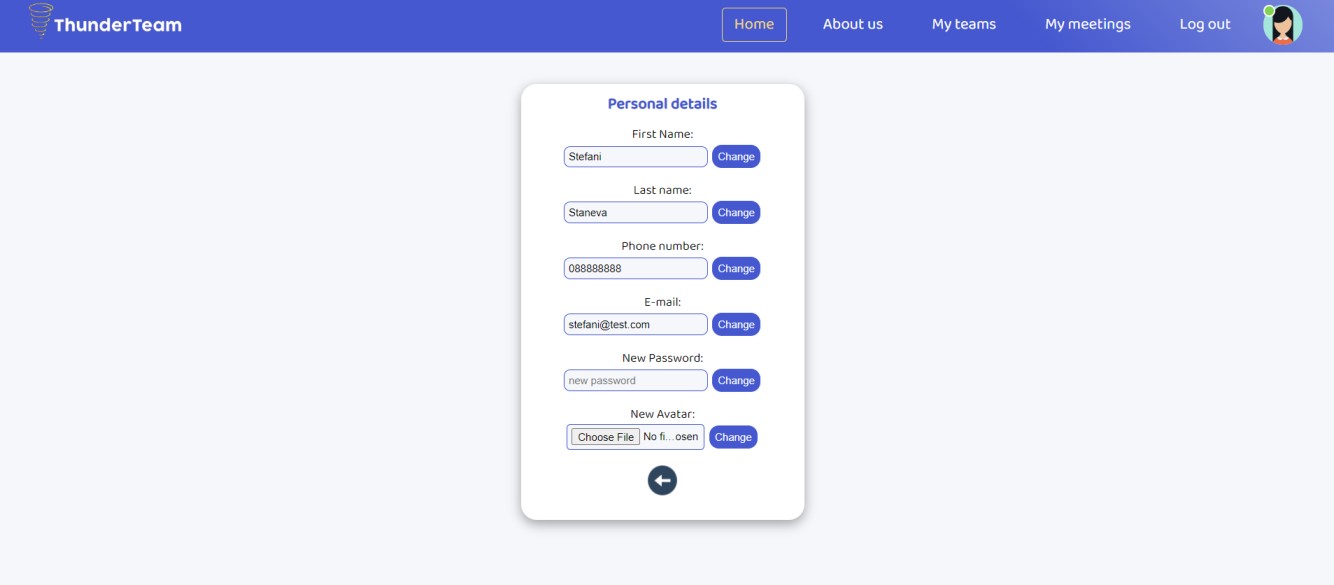 ThunderTeam
Home
About us
My teams
My meetings
Log out
Personal details
First Name:
Stefani
Change
Last name:
Staneva
Change
Phone number:
088888888
Change
E-mail:
stefani@test.com
Change
New Password:
new password
Change
New Avatar:
Choose File No fi...osen
Change